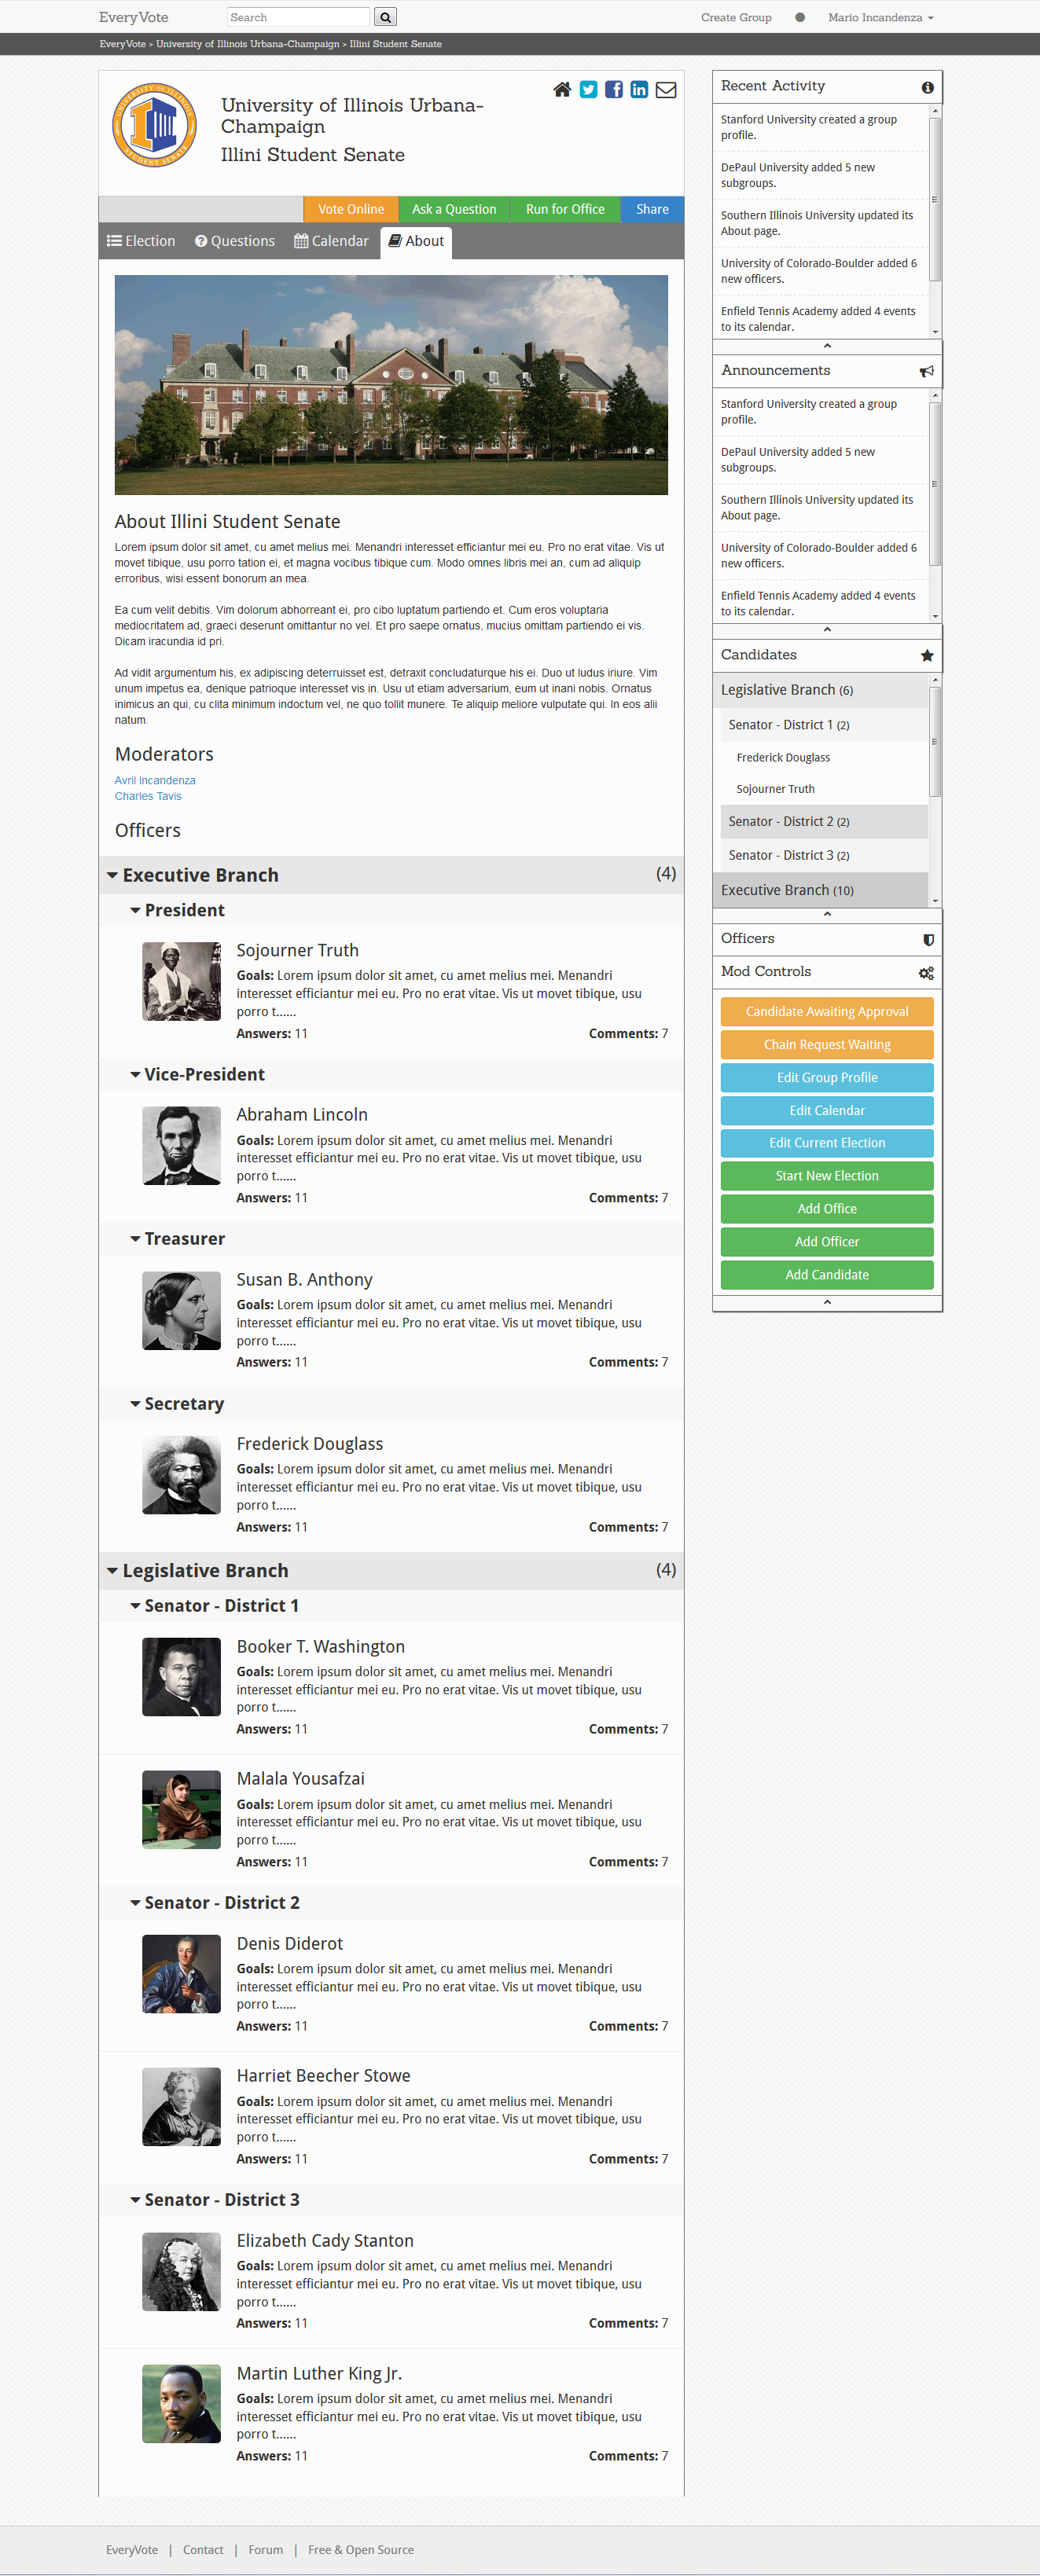 EveryVote
Search
Create Group
Mario Incandenza
EveryVote > University of Illinois Urbana-Champaign > Illini Student Senate
UNIVERSITY OF ILLINOIS
STUDENT SENATE
University of Illinois Urbana-
Champaign
Illini Student Senate
Vote Online
Ask a Question
Run for Office
Share
Election
Questions
Calendar
About
About Illini Student Senate
Lorem ipsum dolor sit amet, cu amet melius mei. Menandri interesset efficiantur mei eu. Pro no erat vitae. Vis ut
movet tibique, usu porro tation ei, et magna vocibus tibique cum. Modo omnes libris mei an, cum ad aliquip
erroribus, wisi essent bonorum an mea.
Ea cum velit debitis. Vim dolorum abhorreant ei, pro cibo luptatum partiendo et. Cum eros voluptaria
mediocritatem ad, graeci deserunt omittantur no vel. Et pro saepe ornatus, mucius omittam partiendo ei vis.
Dicam iracundia id pri.
Ad vidit argumentum his, ex adipiscing deterruisset est, detraxit concludaturque his ei. Duo ut ludus iriure. Vim
unum impetus ea, denique patrioque interesset vis in. Usu ut etiam adversarium, eum ut inani nobis. Ornatus
inimicus an qui, cu clita minimum indoctum vel, ne quo tollit munere. Te aliquip meliore vulputate qui. In eos alii
natum.
Moderators
Avril Incandenza
Charles Tavis
Officers
Executive Branch (4)
President
Sojourner Truth
Goals: Lorem ipsum dolor sit amet, cu amet melius mei. Menandri
interesset efficiantur mei eu. Pro no erat vitae. Vis ut movet tibique, usu
porro t......
Answers: 11 Comments: 7
Vice-President
Abraham Lincoln
Goals: Lorem ipsum dolor sit amet, cu amet melius mei. Menandri
interesset efficiantur mei eu. Pro no erat vitae. Vis ut movet tibique, usu
porro t......
Answers: 11 Comments: 7
Treasurer
Susan B. Anthony
Goals: Lorem ipsum dolor sit amet, cu amet melius mei. Menandri
interesset efficiantur mei eu. Pro no erat vitae. Vis ut movet tibique, usu
porro t......
Answers: 11 Comments: 7
Secretary
Frederick Douglass
Goals: Lorem ipsum dolor sit amet, cu amet melius mei. Menandri
interesset efficiantur mei eu. Pro no erat vitae. Vis ut movet tibique, usu
porro t......
Answers: 11 Comments: 7
Legislative Branch (4)
Senator - District 1
Booker T. Washington
Goals: Lorem ipsum dolor sit amet, cu amet melius mei. Menandri
interesset efficiantur mei eu. Pro no erat vitae. Vis ut movet tibique, usu
porro t......
Answers: 11 Comments: 7
Malala Yousafzai
Goals: Lorem ipsum dolor sit amet, cu amet melius mei. Menandri
interesset efficiantur mei eu. Pro no erat vitae. Vis ut movet tibique, usu
porro t......
Answers: 11 Comments: 7
Senator - District 2
Denis Diderot
Goals: Lorem ipsum dolor sit amet, cu amet melius mei. Menandri
interesset efficiantur mei eu. Pro no erat vitae. Vis ut movet tibique, usu
porro t......
Answers: 11 Comments: 7
Harriet Beecher Stowe
Goals: Lorem ipsum dolor sit amet, cu amet melius mei. Menandri
interesset efficiantur mei eu. Pro no erat vitae. Vis ut movet tibique, usu
porro t......
Answers: 11 Comments: 7
Senator - District 3
Elizabeth Cady Stanton
Goals: Lorem ipsum dolor sit amet, cu amet melius mei. Menandri
interesset efficiantur mei eu. Pro no erat vitae. Vis ut movet tibique, usu
porro t......
Answers: 11 Comments: 7
Martin Luther King Jr.
Goals: Lorem ipsum dolor sit amet, cu amet melius mei. Menandri
interesset efficiantur mei eu. Pro no erat vitae. Vis ut movet tibique, usu
porro t......
Answers: 11 Comments: 7
Recent Activity
Stanford University created a group
profile.
DePaul University added 5 new
subgroups.
Southern Illinois University updated its
About page.
University of Colorado-Boulder added 6
new officers.
Enfield Tennis Academy added 4 events
to its calendar.
Announcements
Stanford University created a group
profile.
DePaul University added 5 new
subgroups.
Southern Illinois University updated its
About page.
University of Colorado-Boulder added 6
new officers.
Enfield Tennis Academy added 4 events
to its calendar.
Candidates
Legislative Branch (6)
Senator - District 1 (2)
Frederick Douglass
Sojourner Truth
Senator - District 2 (2)
Senator - District 3 (2)
Executive Branch (10)
Officers
Mod Controls
Candidate Awaiting Approval
Chain Request Waiting
Edit Group Profile
Edit Calendar
Edit Current Election
Start New Election
Add Office
Add Officer
Add Candidate
EveryVote | Contact | Forum | Free & Open Source